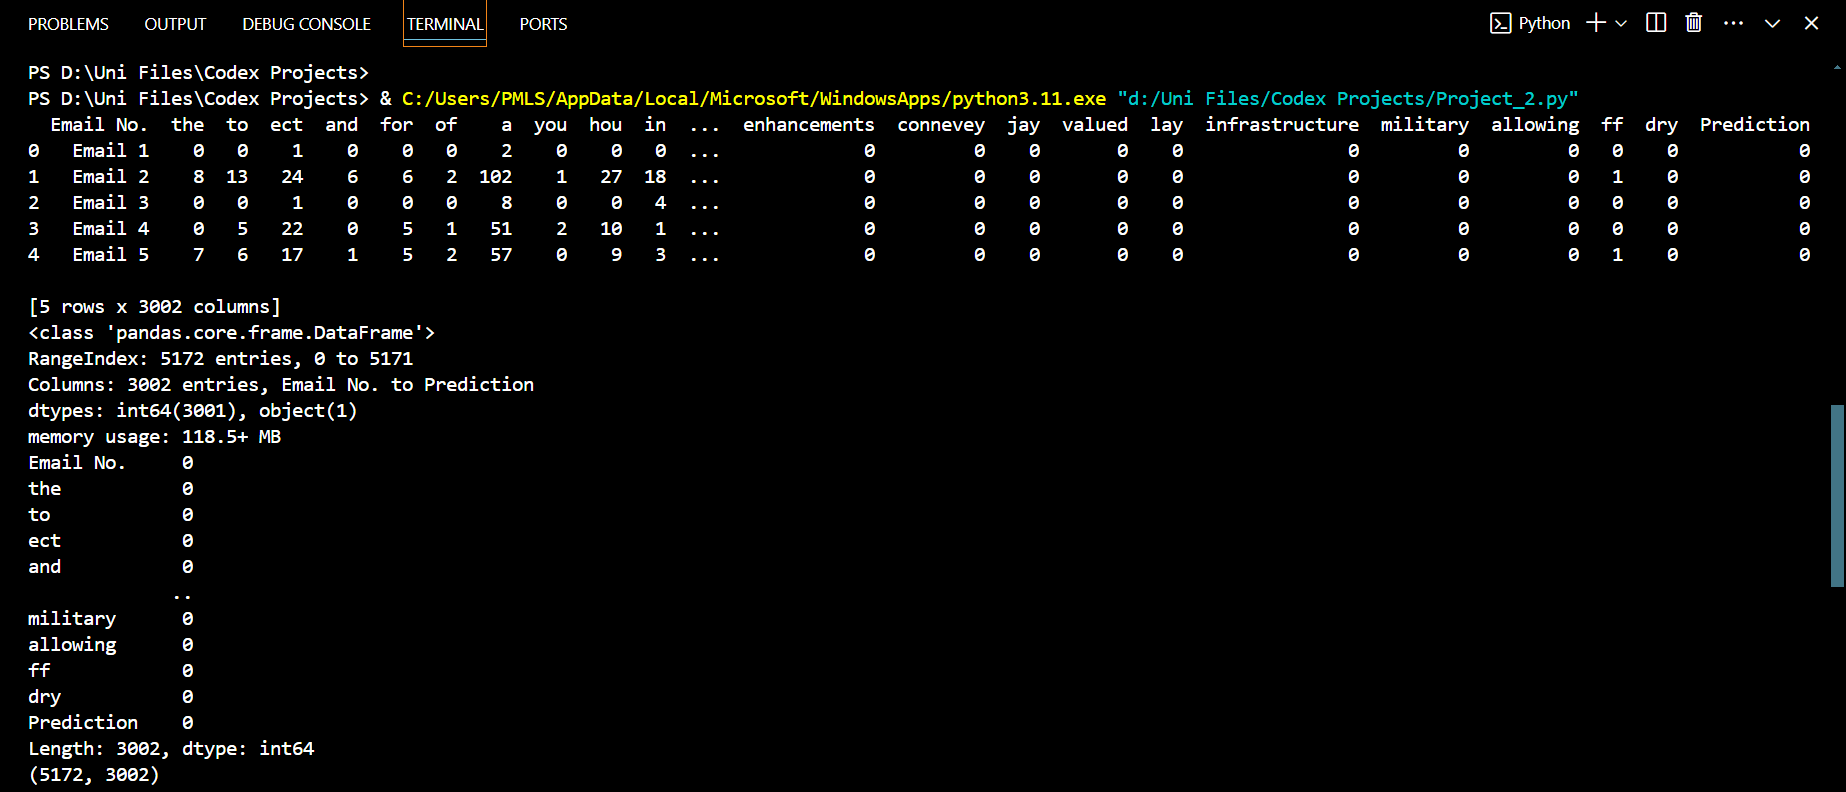 PROBLEMS OUTPUT DEBUG CONSOLE TERMINAL PORTS Python
PS D:\Uni Files\Codex Projects>
PS D:\Uni Files\Codex Projects> & C:/Users/PMLS/AppData/Local/Microsoft/WindowsApps/python3.11.exe "d:/Uni Files/Codex Projects/Project_2.py"
  Email No.  the  to  ect  and  for  of    a  you  hou  in  ...  enhancements  connevey  jay  valued  lay  infrastructure  military  allowing  ff  dry  Prediction
0   Email 1    0   0    1    0    0   0    2    0    0   0  ...             0         0    0       0    0               0         0         0   0    0           0
1   Email 2    8  13   24    6    6   2  102    1   27  18  ...             0         0    0       0    0               0         0         0   1    0           0
2   Email 3    0   0    1    0    0   0    8    0    0   4  ...             0         0    0       0    0               0         0         0   0    0           0
3   Email 4    0   5   22    0    5   1   51    2   10   1  ...             0         0    0       0    0               0         0         0   0    0           0
4   Email 5    7   6   17    1    5   2   57    0    9   3  ...             0         0    0       0    0               0         0         0   1    0           0
[5 rows x 3002 columns]
<class 'pandas.core.frame.DataFrame'>
RangeIndex: 5172 entries, 0 to 5171
Columns: 3002 entries, Email No. to Prediction
dtypes: int64(3001), object(1)
memory usage: 118.5+ MB
Email No.     0
the           0
to            0
ect           0
and           0
             ..
military      0
allowing      0
ff            0
dry           0
Prediction    0
Length: 3002, dtype: int64
(5172, 3002)